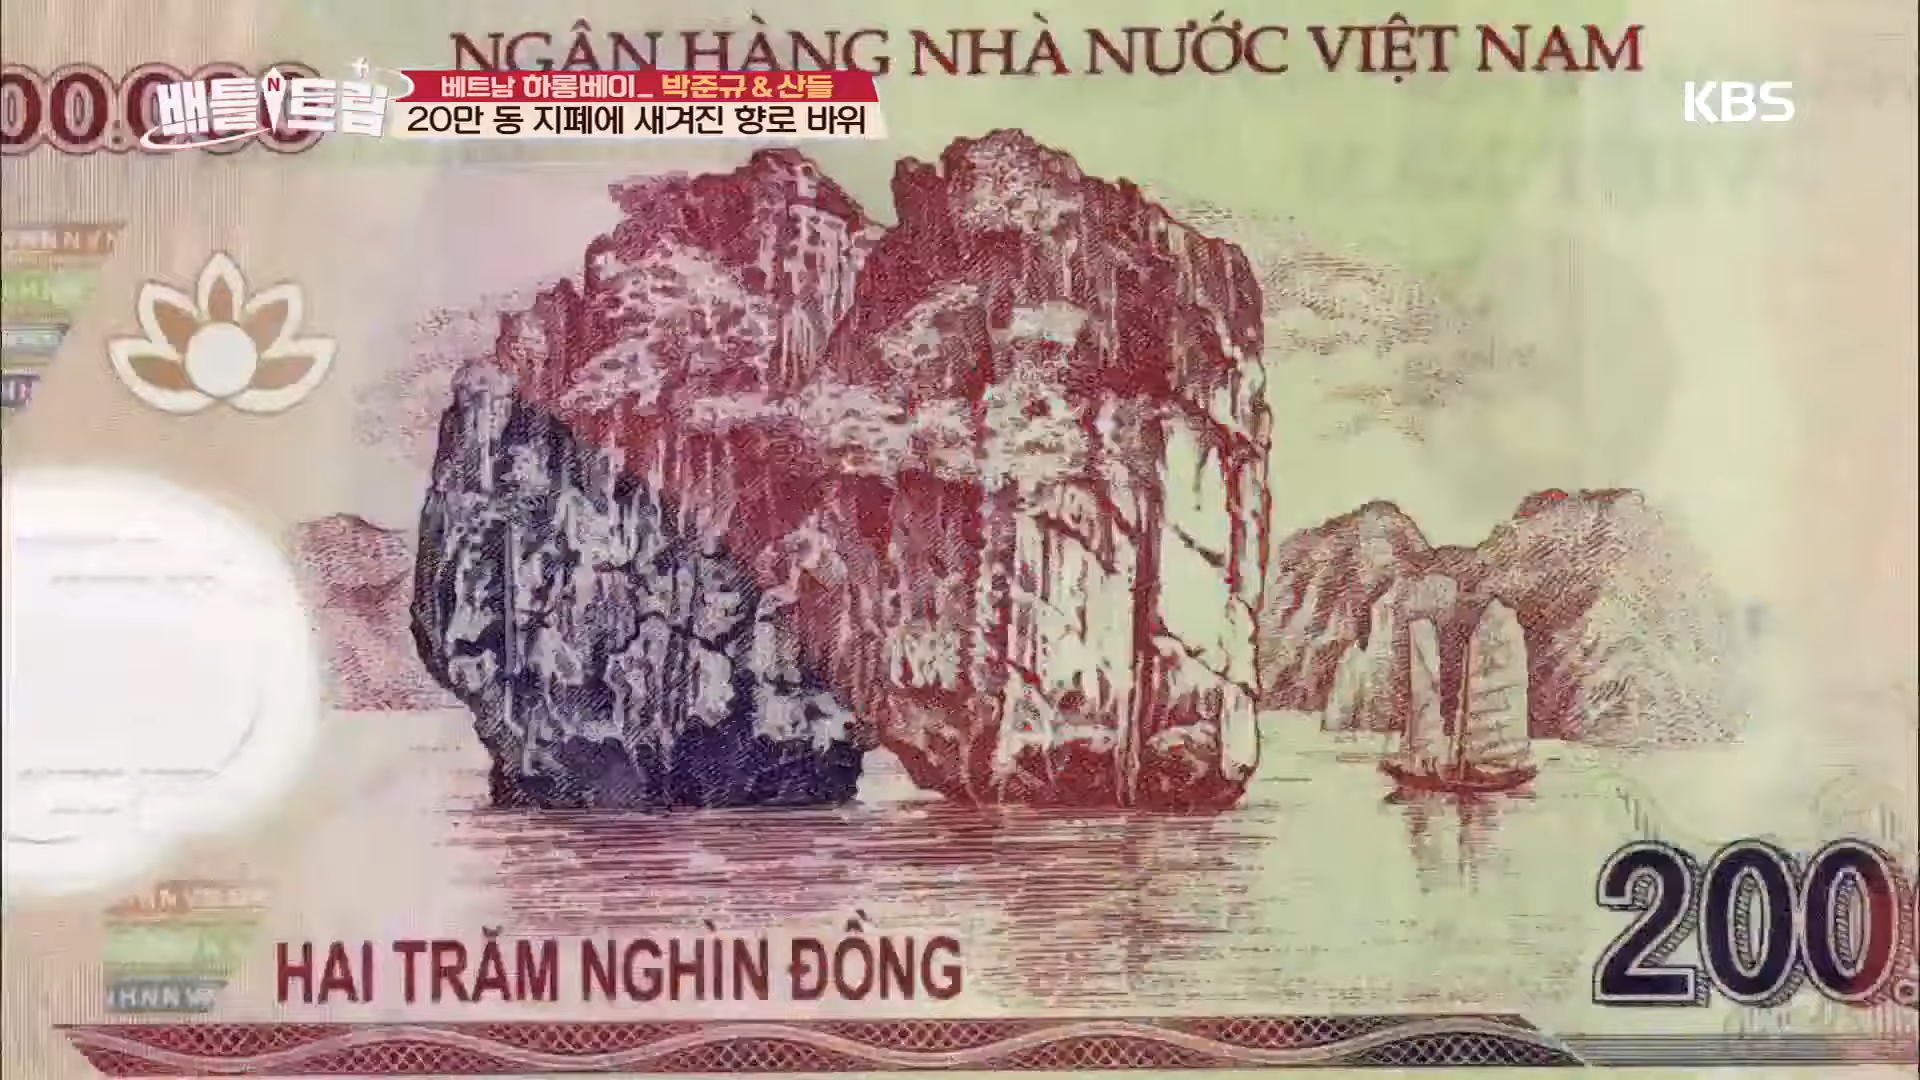 NGÂN HÀNG NHÀ NƯỚC VIỆT NAM
배틀트립
N
베트남 하롱베이_ 박준규 & 산들
20만 동 지폐에 새겨진 향로 바위
KBS
HAI TRĂM NGHÌN ĐỒNG
200.